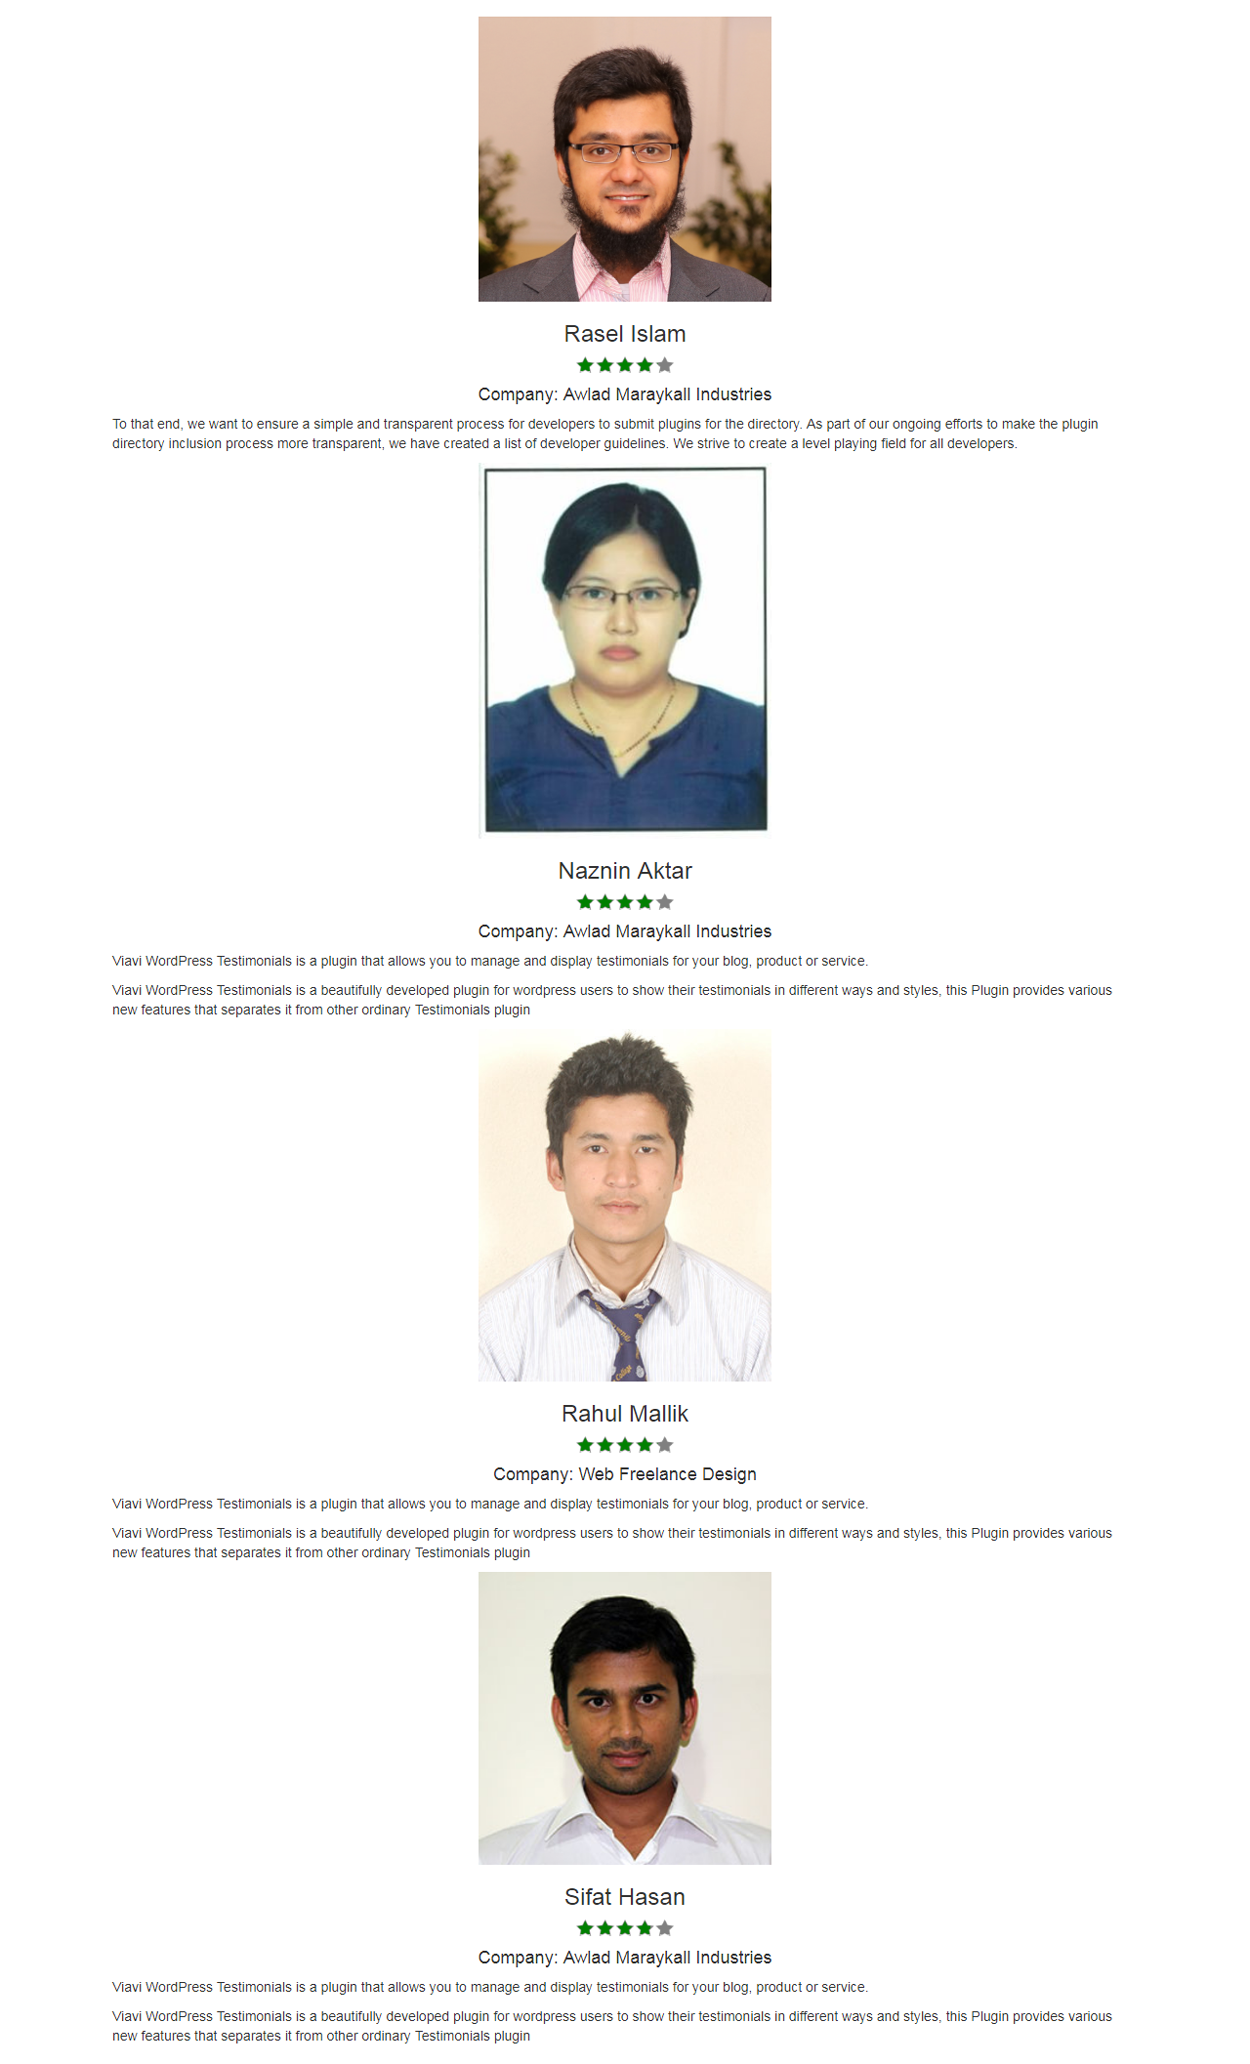 Rasel Islam
Company: Awlad Maraykall Industries
To that end, we want to ensure a simple and transparent process for developers to submit plugins for the directory. As part of our ongoing efforts to make the plugin
directory inclusion process more transparent, we have created a list of developer guidelines. We strive to create a level playing field for all developers.
Naznin Aktar
Company: Awlad Maraykall Industries
Viavi WordPress Testimonials is a plugin that allows you to manage and display testimonials for your blog, product or service.
Viavi WordPress Testimonials is a beautifully developed plugin for wordpress users to show their testimonials in different ways and styles, this Plugin provides various
new features that separates it from other ordinary Testimonials plugin
Rahul Mallik
Company: Web Freelance Design
Viavi WordPress Testimonials is a plugin that allows you to manage and display testimonials for your blog, product or service.
Viavi WordPress Testimonials is a beautifully developed plugin for wordpress users to show their testimonials in different ways and styles, this Plugin provides various
new features that separates it from other ordinary Testimonials plugin
Sifat Hasan
Company: Awlad Maraykall Industries
Viavi WordPress Testimonials is a plugin that allows you to manage and display testimonials for your blog, product or service.
Viavi WordPress Testimonials is a beautifully developed plugin for wordpress users to show their testimonials in different ways and styles, this Plugin provides various
new features that separates it from other ordinary Testimonials plugin